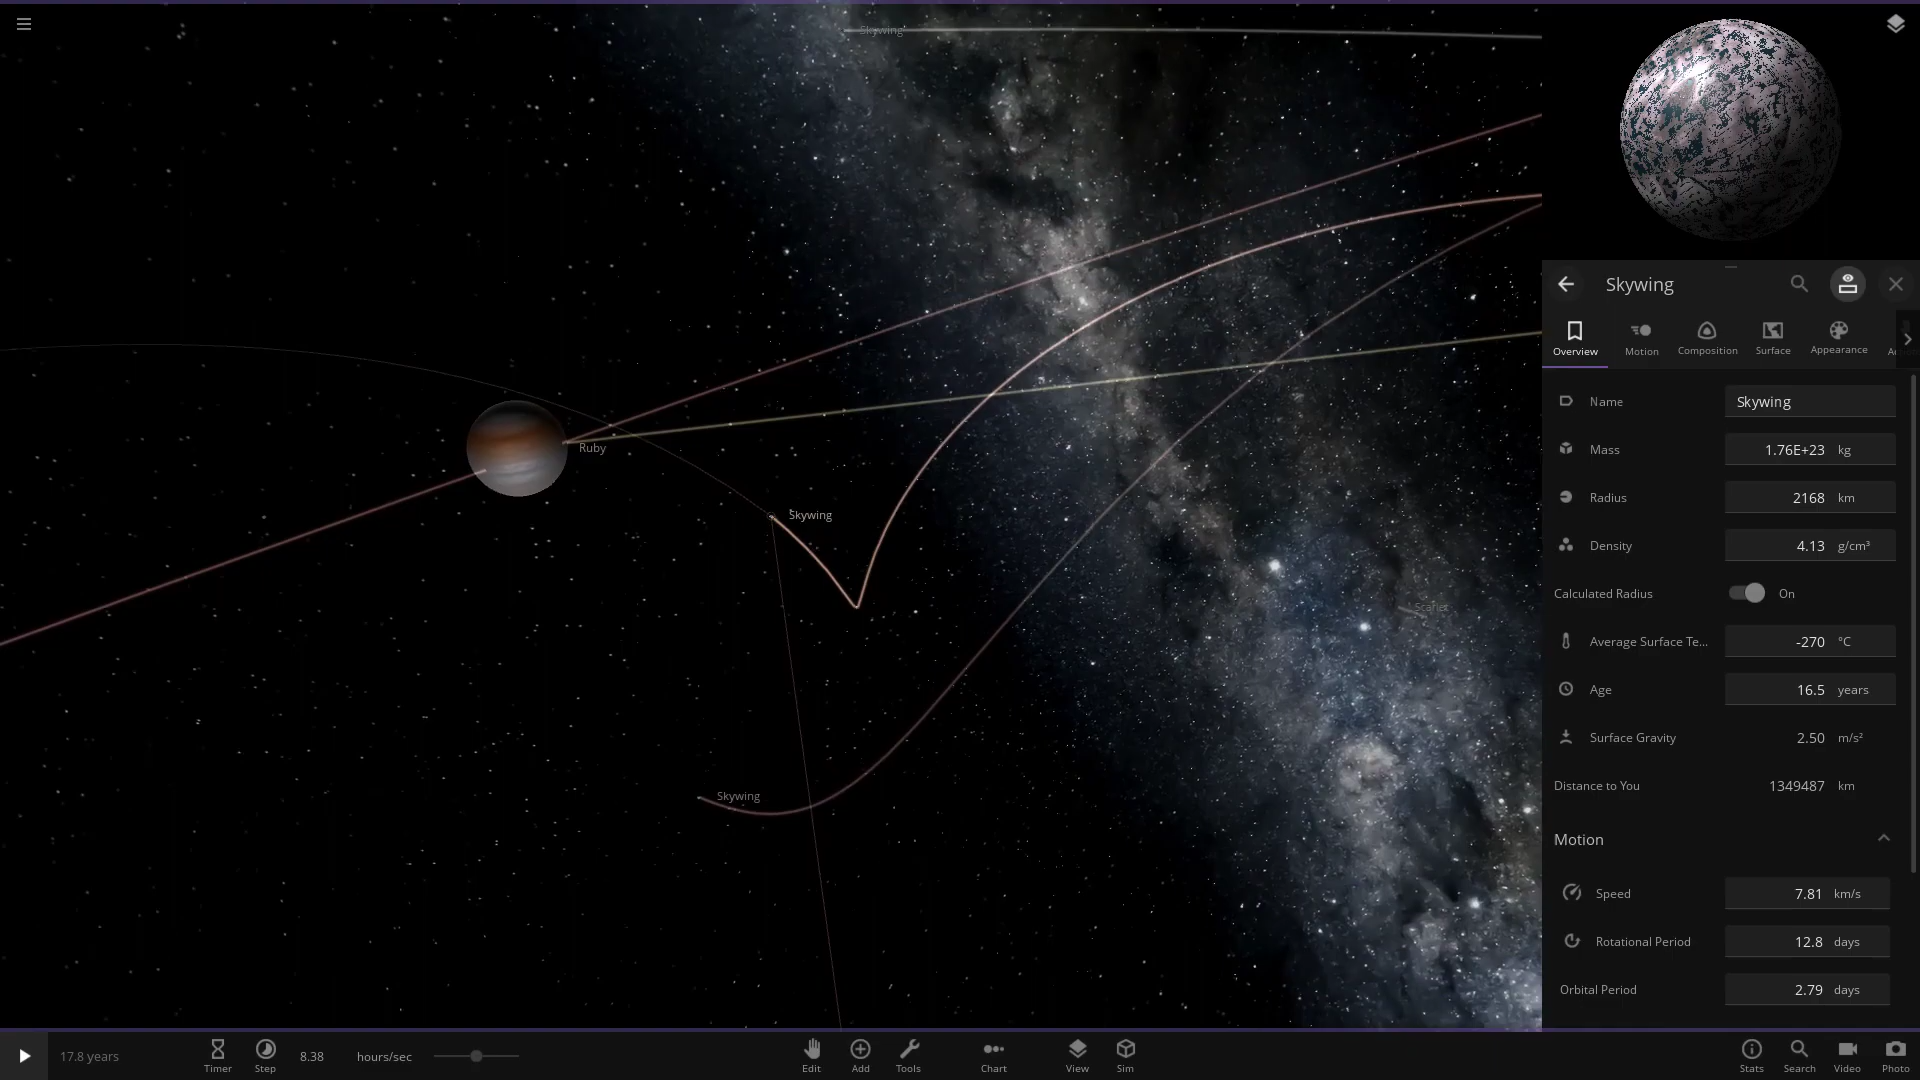 Skywing
Ruby
Skywing
Scarlet
Skywing
Skywing
Overview
Motion
Composition
Surface
Appearance
Name
Skywing
Mass
1.76E+23 kg
Radius
2168 km
Density
4.13 g/cm³
Calculated Radius
On
Average Surface Te...
-270 °C
Age
16.5 years
Surface Gravity
2.50 m/s²
Distance to You
1349487 km
Motion
Speed
7.81 km/s
Rotational Period
12.8 days
Orbital Period
2.79 days
17.8 years
Timer
Step
8.38
hours/sec
Edit
Add
Tools
Chart
View
Sim
Stats
Search
Video
Photo